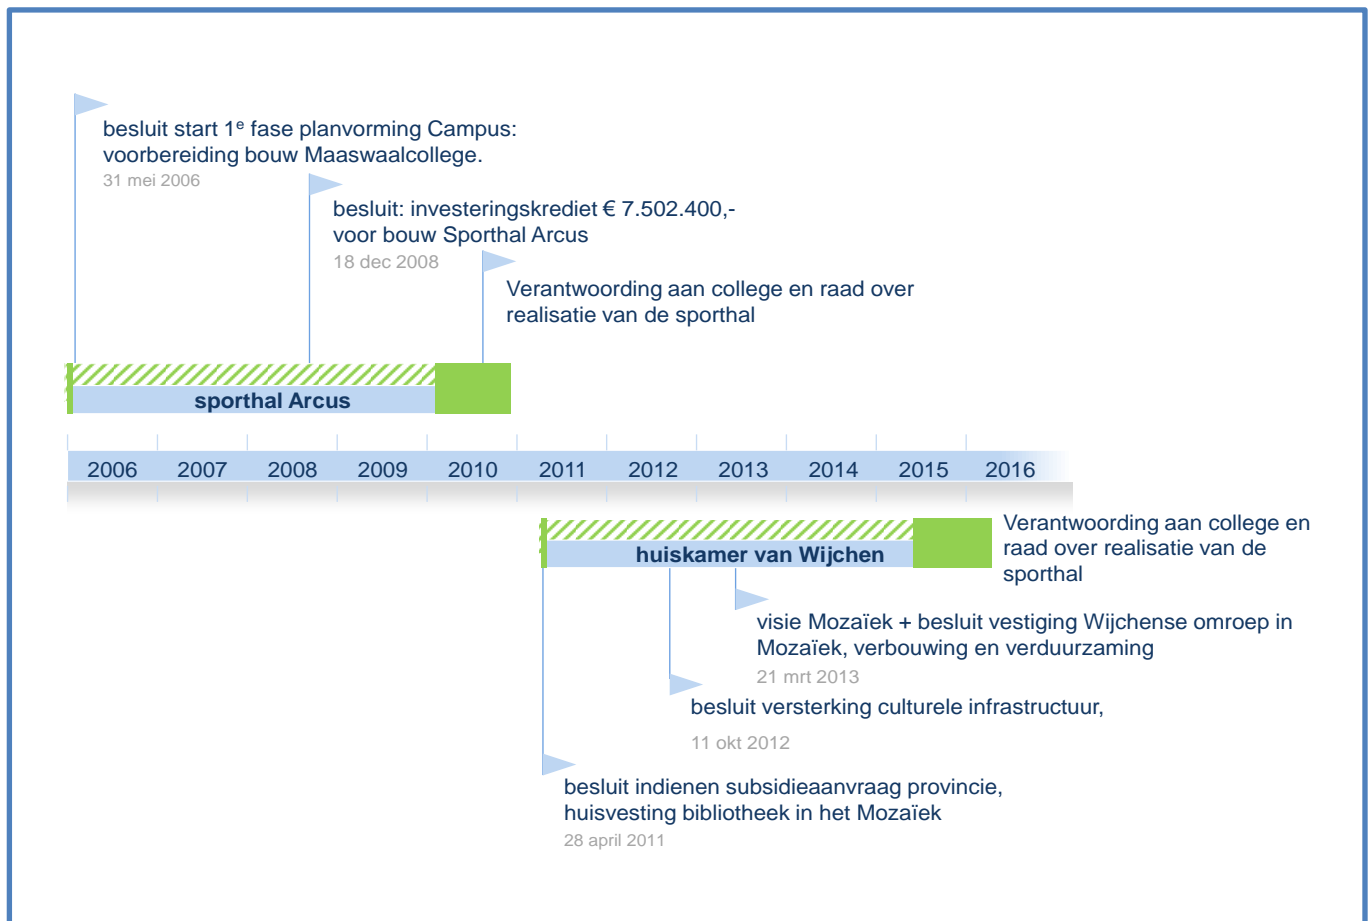 besluit start 1e fase planvorming Campus:
voorbereiding bouw Maaswaalcollege.
31 mei 2006
besluit: investeringskrediet € 7.502.400,-
voor bouw Sporthal Arcus
18 dec 2008
Verantwoording aan college en raad over
realisatie van de sporthal
sporthal Arcus
2006 2007 2008 2009 2010 2011 2012 2013 2014 2015 2016
huiskamer van Wijchen
Verantwoording aan college en
raad over realisatie van de
sporthal
visie Mozaïek + besluit vestiging Wijchense omroep in
Mozaïek, verbouwing en verduurzaming
21 mrt 2013
besluit versterking culturele infrastructuur,
11 okt 2012
besluit indienen subsidieaanvraag provincie,
huisvesting bibliotheek in het Mozaïek
28 april 2011